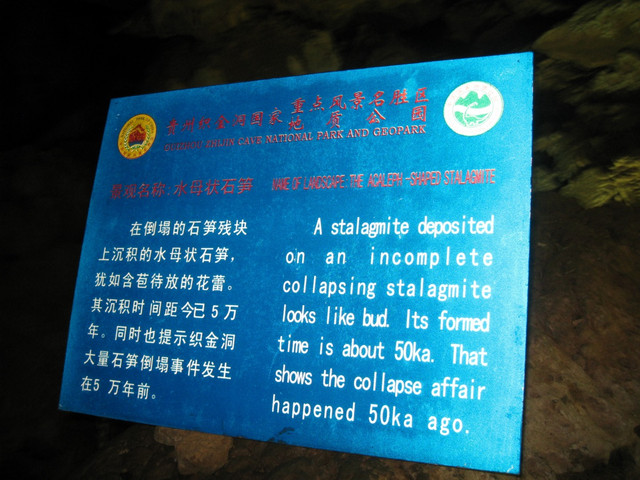 贵州织金洞国家 重点风景名胜区
地质公园
GUIZHOU ZHIJIN CAVE NATIONAL PARK AND GEOPARK
景观名称:水母状石笋
NAME OF LANDSCAPE: THE ACALEPH-SHAPED STALAGMITE
在倒塌的石笋残块
上沉积的水母状石笋,
犹如含苞待放的花蕾。
其沉积时间距今已5万
年。同时也提示织金洞
大量石笋倒塌事件发生
在5万年前。
A stalagmite deposited
on an incomplete
collapsing stalagmite
looks like bud. Its formed
time is about 50ka. That
shows the collapse affair
happened 50ka ago.